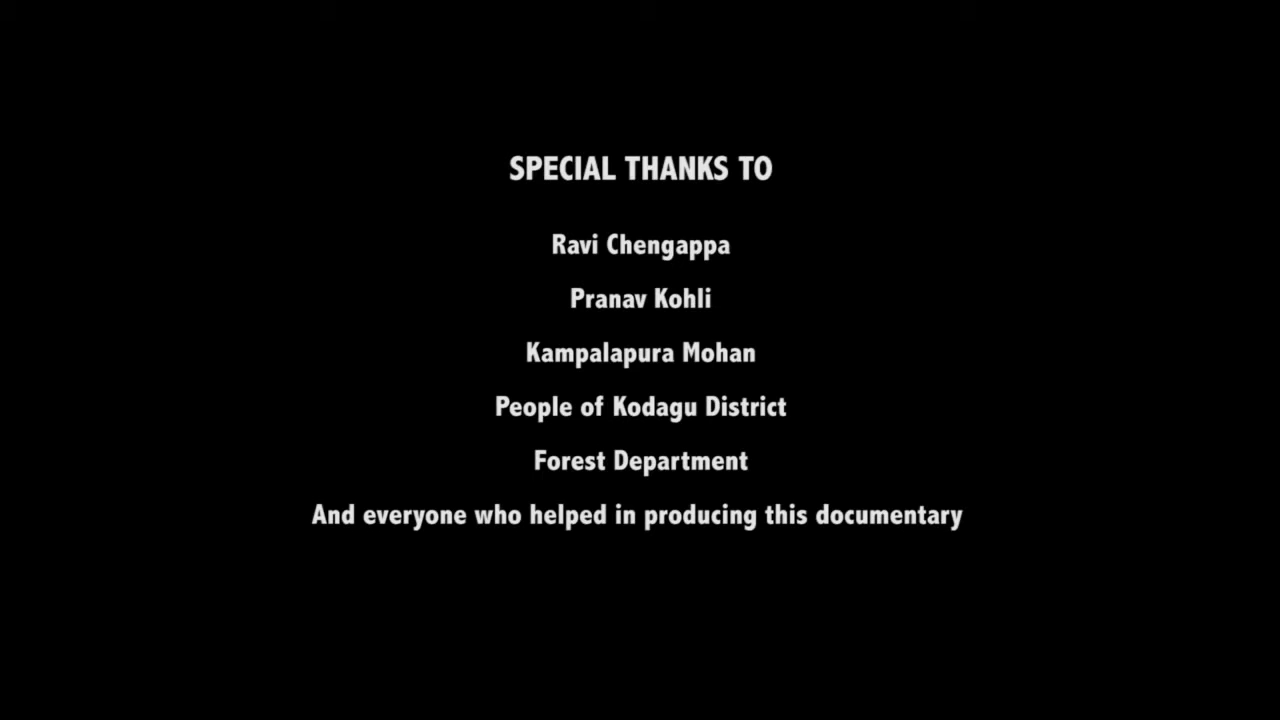 SPECIAL THANKS TO
Ravi Chengappa
Pranav Kohli
Kampalapura Mohan
People of Kodagu District
Forest Department
And everyone who helped in producing this documentary